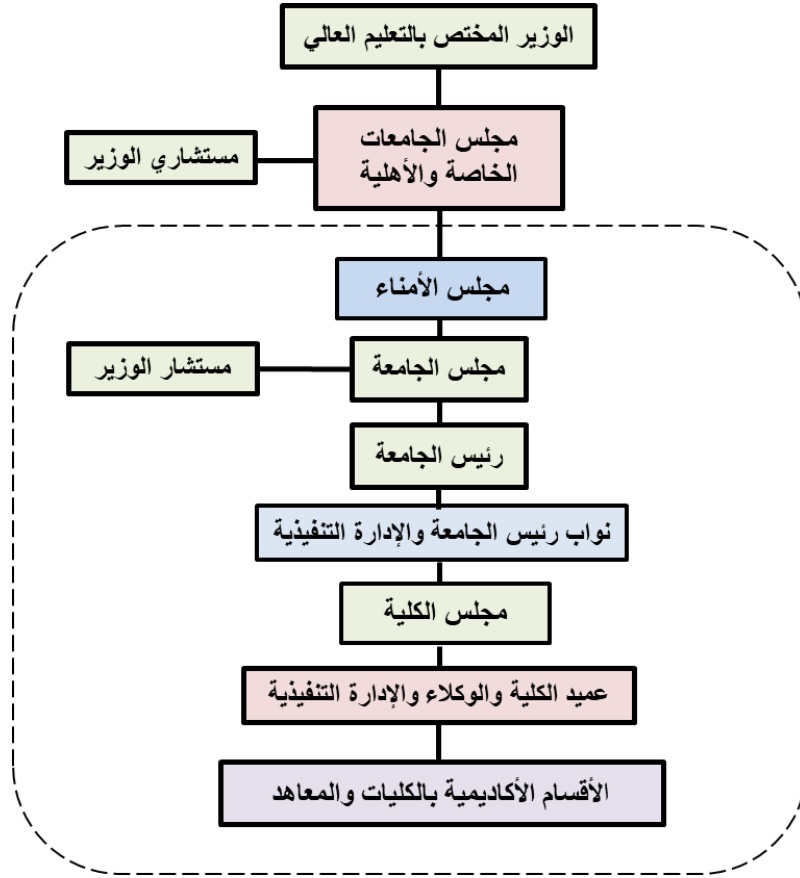 الوزير المختص بالتعليم العالي
مجلس الجامعات
الخاصة والأهلية
مستشاري الوزير
مجلس الأمناء
مجلس الجامعة
مستشار الوزير
رئيس الجامعة
نواب رئيس الجامعة والإدارة التنفيذية
مجلس الكلية
عميد الكلية والوكلاء والإدارة التنفيذية
الأقسام الأكاديمية بالكليات والمعاهد